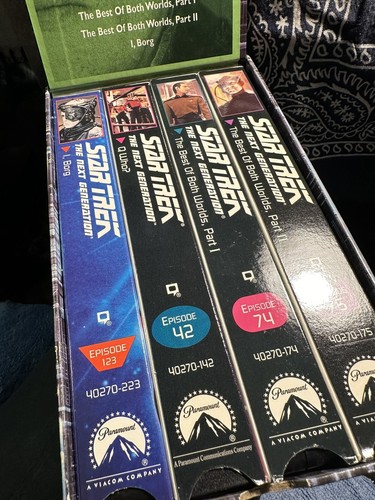 The Best Of Both Worlds, Part I
The Best Of Both Worlds, Part II
I, Borg
I, Borg
STAR TREK
THE NEXT GENERATION®
EPISODE
123
40270-223
Paramount
A VIACOM COMPANY
Q Who?
STAR TREK
THE NEXT GENERATION®
EPISODE
42
40270-142
Paramount
A Paramount Communications Company
The Best Of Both Worlds, Part I
STAR TREK
THE NEXT GENERATION®
EPISODE
74
40270-174
Paramount
A VIACOM COMPANY
The Best Of Both Worlds, Part II
STAR TREK
THE NEXT GENERATION
40270-175